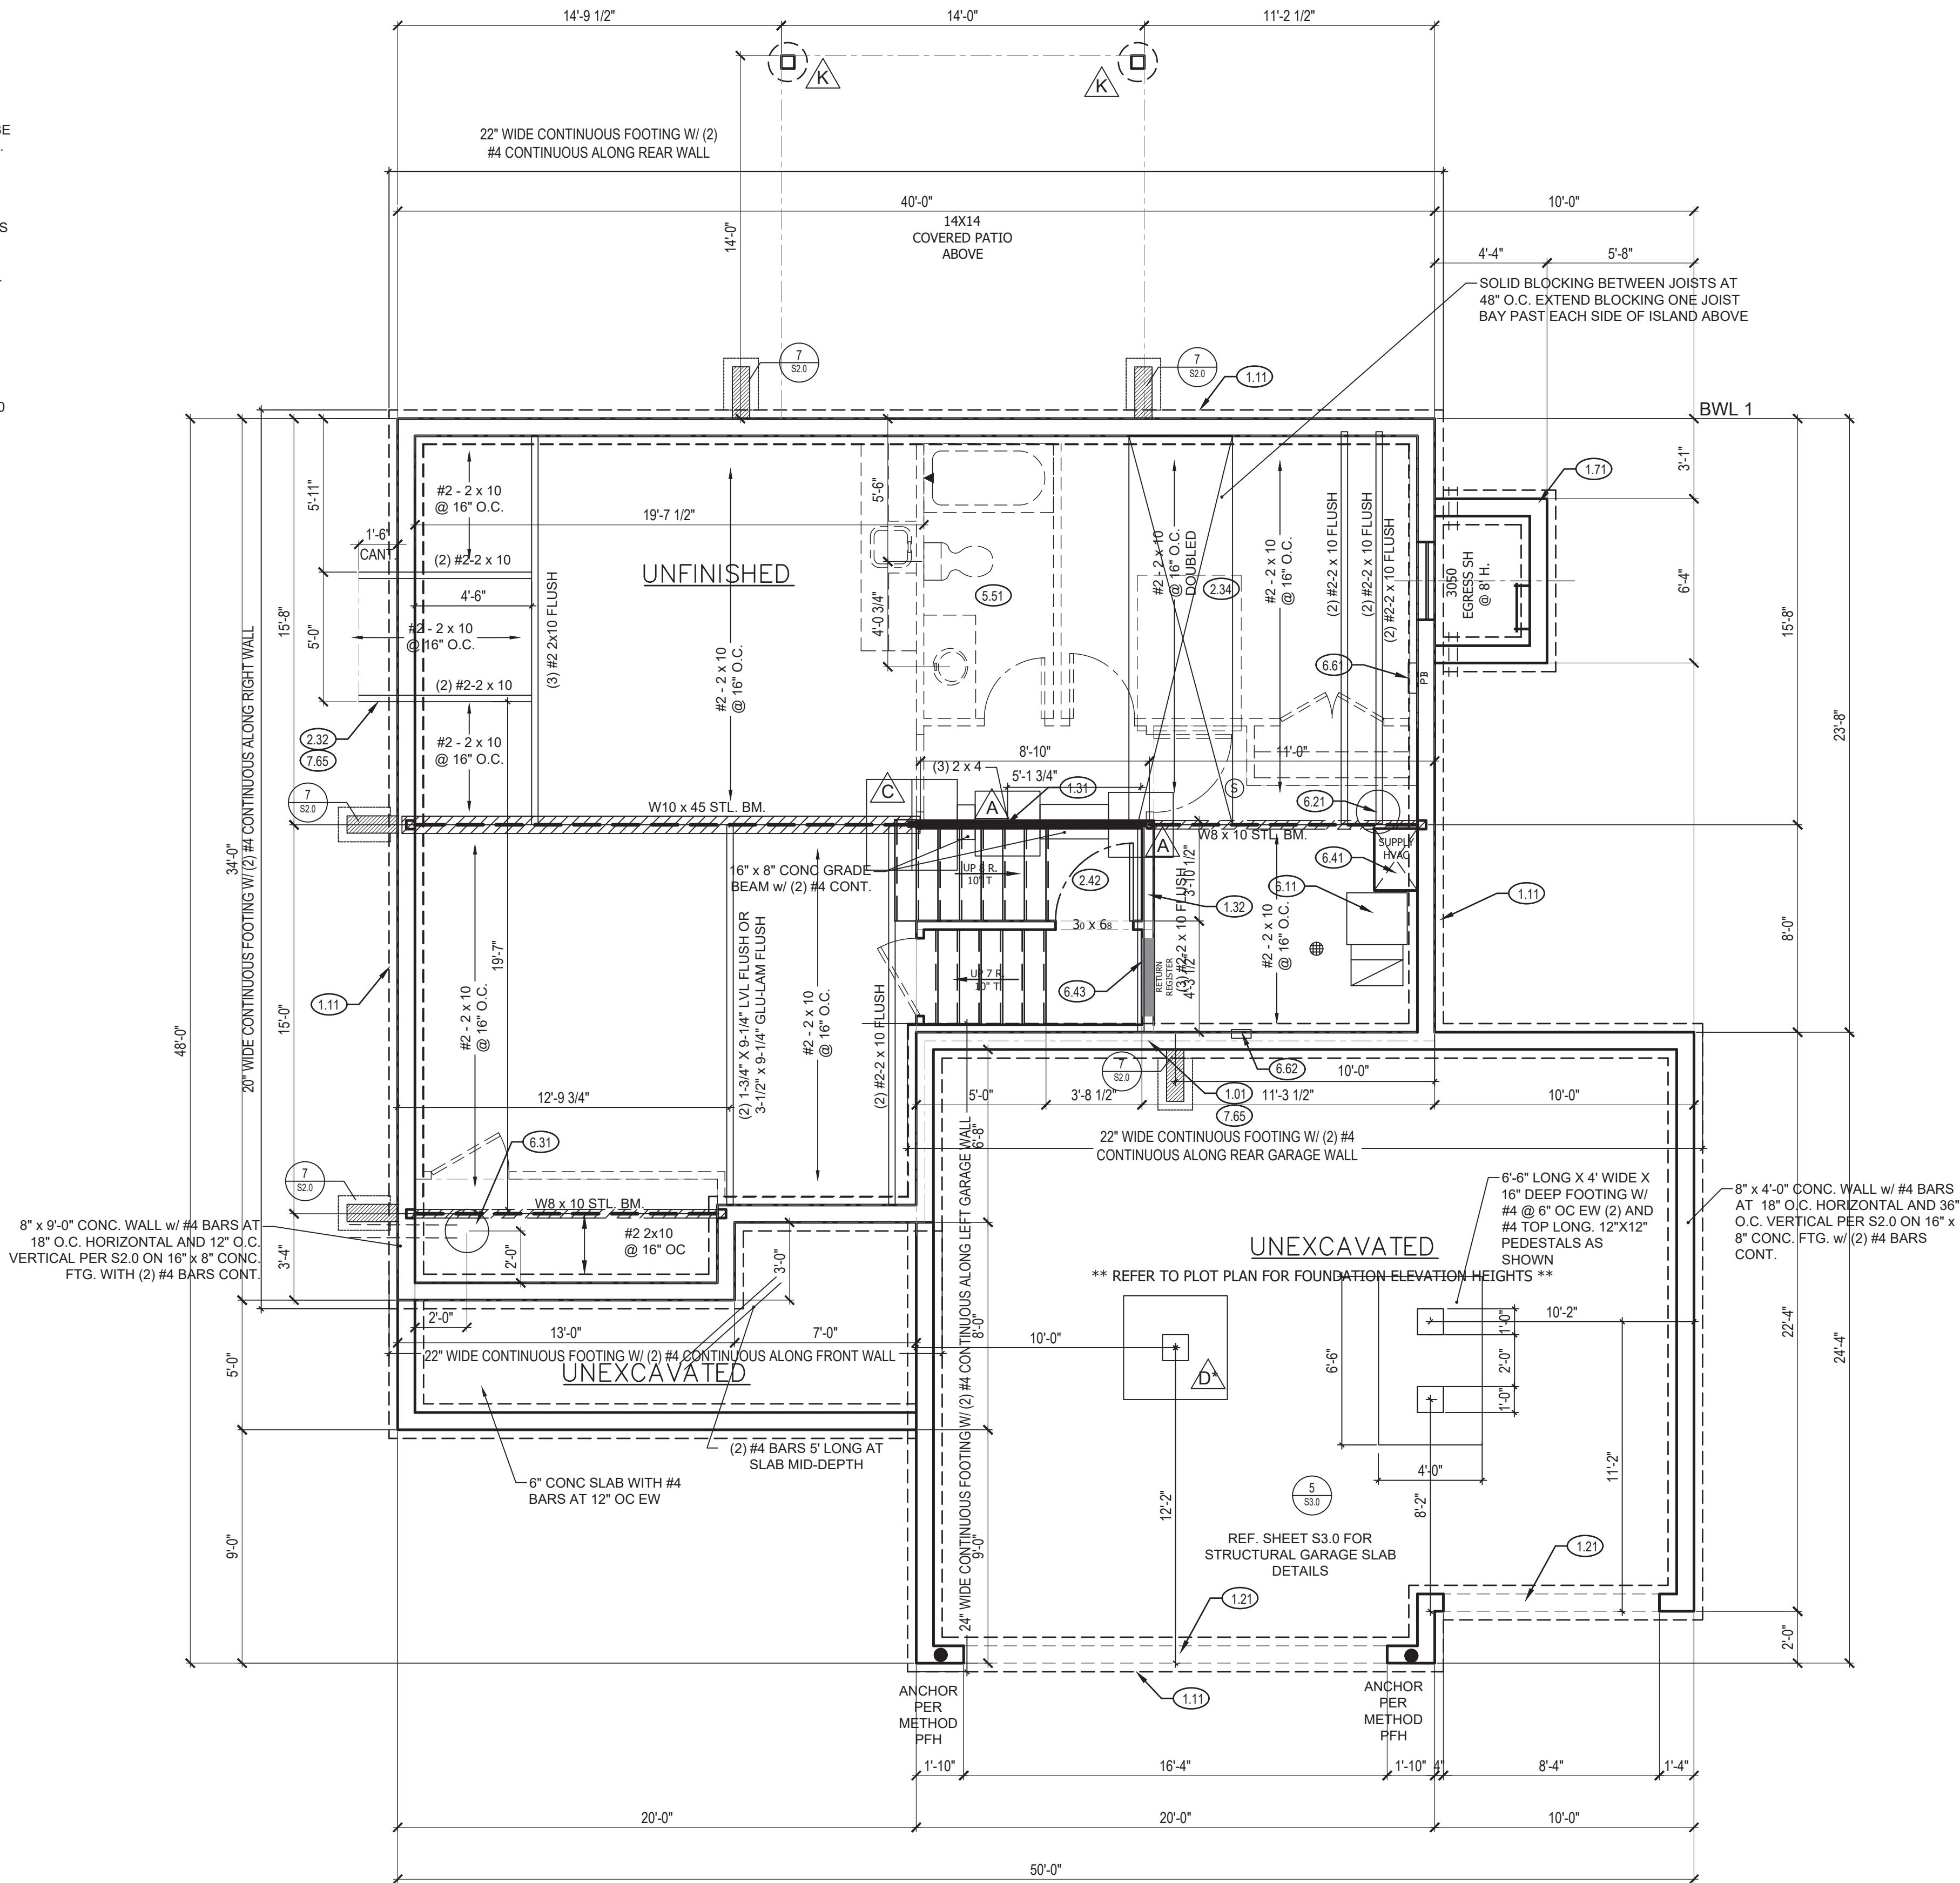 14'-9 1/2"
14'-0"
11'-2 1/2"
K
K
22" WIDE CONTINUOUS FOOTING W/ (2)
#4 CONTINUOUS ALONG REAR WALL
40'-0"
10'-0"
14'-0"
14X14
COVERED PATIO
ABOVE
4'-4"
5'-8"
SOLID BLOCKING BETWEEN JOISTS AT
48" O.C. EXTEND BLOCKING ONE JOIST
BAY PAST EACH SIDE OF ISLAND ABOVE
7
S2.0
7
S2.0
1.11
BWL 1
3'-1"
1.71
5'-11"
#2 - 2 x 10
@ 16" O.C.
19'-7 1/2"
5'-6"
1'-6"
CANT.
(2) #2-2 x 10
UNFINISHED
4'-6"
(3) #2 2x10 FLUSH
#2 - 2 x 10
@ 16" O.C.
#2 - 2 x 10
@ 16" O.C.
4'-0 3/4"
5.51
#2 - 2 x 10
@ 16" O.C.
DOUBLED
2.34
#2 - 2 x 10
@ 16" O.C.
(2) #2-2 x 10 FLUSH
(2) #2-2 x 10 FLUSH
(2) #2-2 x 10 FLUSH
3050
EGRESS SH
@ 8' H.
6'-4"
15'-8"
15'-8"
5'-0"
23'-8"
6.61
PB
(2) #2-2 x 10
20" WIDE CONTINUOUS FOOTING W/ (2) #4 CONTINUOUS ALONG RIGHT WALL
2.32
7.65
#2 - 2 x 10
@ 16" O.C.
8'-10"
11'-0"
(3) 2 x 4
5'-1 3/4"
1.31
S
C
A
7
S2.0
W10 x 45 STL. BM.
6.21
W8 x 10 STL. BM.
A
34'-0"
SUPPLY
HVAC
6.41
16" x 8" CONC GRADE
BEAM w/ (2) #4 CONT.
UP 8 R.
10" T
2.42
3'-10 1/2"
6.11
1.32
1.11
8'-0"
30 x 68
(3) #2-2 x 10 FLUSH
#2 - 2 x 10
@ 16" O.C.
UP 7 R.
10" T.
6.43
RETURN
REGISTER
4'-3 1/2"
1.11
48'-0"
15'-0"
19'-7"
#2 - 2 x 10
@ 16" O.C.
(2) 1-3/4" X 9-1/4" LVL FLUSH OR
3-1/2" x 9-1/4" GLU-LAM FLUSH
#2 - 2 x 10
@ 16" O.C.
(2) #2-2 x 10 FLUSH
7
S2.0
6.62
10'-0"
12'-9 3/4"
5'-0"
3'-8 1/2"
1.01
7.65
11'-3 1/2"
10'-0"
6'-8"
6.31
22" WIDE CONTINUOUS FOOTING W/ (2) #4
CONTINUOUS ALONG REAR GARAGE WALL
7
S2.0
W8 x 10 STL. BM.
6'-6" LONG X 4' WIDE X
16" DEEP FOOTING W/
#4 @ 6" OC EW (2) AND
#4 TOP LONG. 12"X12"
PEDESTALS AS
SHOWN
8" x 4'-0" CONC. WALL w/ #4 BARS
AT 18" O.C. HORIZONTAL AND 36"
O.C. VERTICAL PER S2.0 ON 16" x
8" CONC. FTG. w/ (2) #4 BARS
CONT.
8" x 9'-0" CONC. WALL w/ #4 BARS AT
18" O.C. HORIZONTAL AND 12" O.C.
VERTICAL PER S2.0 ON 16" x 8" CONC.
FTG. WITH (2) #4 BARS CONT.
#2 2x10
@ 16" OC
3'-4"
2'-0"
3'-0"
UNEXCAVATED
** REFER TO PLOT PLAN FOR FOUNDATION ELEVATION HEIGHTS **
2'-0"
13'-0"
7'-0"
8'-0"
10'-0"
10'-2"
1'-0"
2'-0"
1'-0"
6'-6"
22'-4"
24'-4"
22" WIDE CONTINUOUS FOOTING W/ (2) #4 CONTINUOUS ALONG FRONT WALL
UNEXCAVATED
5'-0"
D*
24" WIDE CONTINUOUS FOOTING W/ (2) #4 CONTINUOUS ALONG LEFT GARAGE WALL
(2) #4 BARS 5' LONG AT
SLAB MID-DEPTH
4'-0"
6" CONC SLAB WITH #4
BARS AT 12" OC EW
5
S3.0
12'-2"
8'-2"
11'-2"
9'-0"
9'-0"
REF. SHEET S3.0 FOR
STRUCTURAL GARAGE SLAB
DETAILS
1.21
1.21
2'-0"
ANCHOR
PER
METHOD
PFH
1.11
ANCHOR
PER
METHOD
PFH
1'-10"
16'-4"
1'-10"
4"
8'-4"
1'-4"
20'-0"
20'-0"
10'-0"
50'-0"